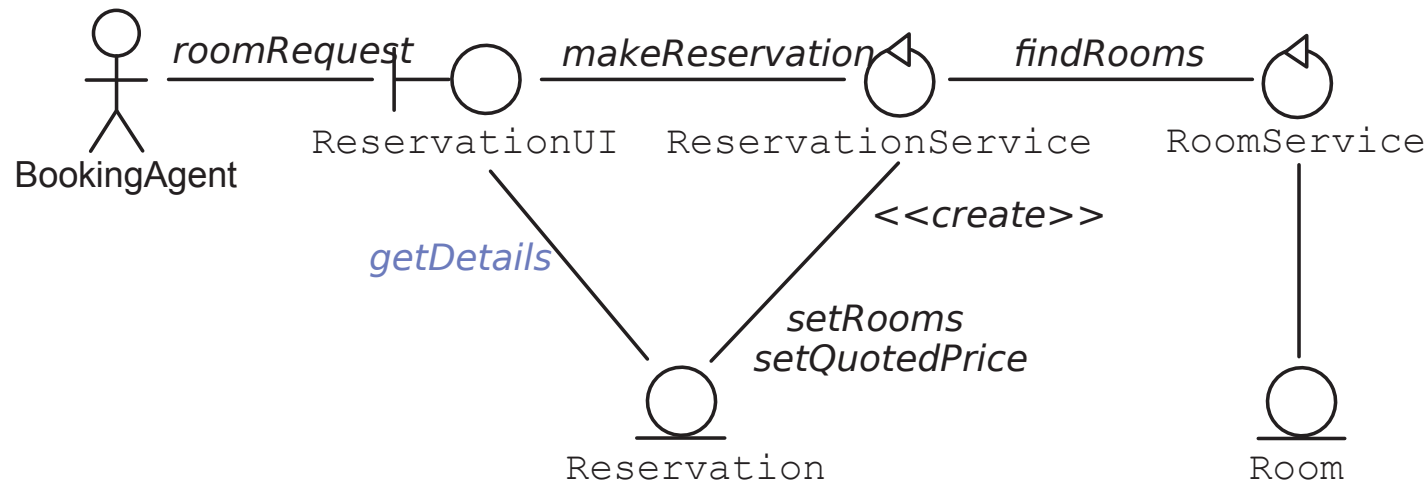 roomRequest
makeReservation
findRooms
ReservationUI
ReservationService
RoomService
BookingAgent
<<create>>
getDetails
setRooms
setQuotedPrice
Reservation
Room